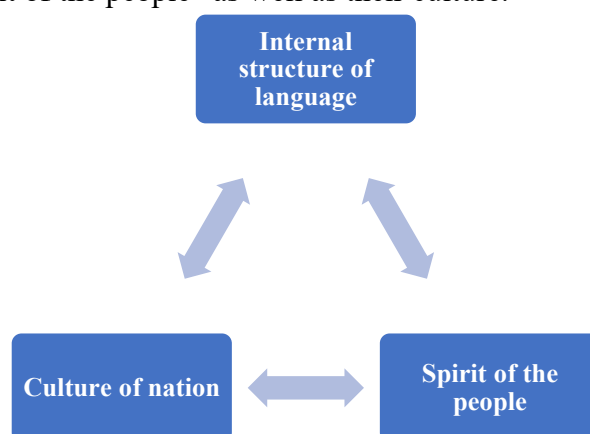 of the people" as well as their culture.
Internal
structure of
language
Culture of nation
Spirit of the
people